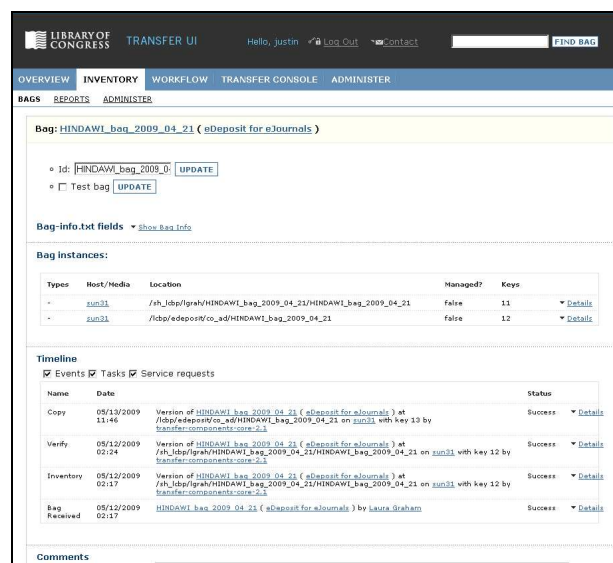 LIBRARY OF CONGRESS TRANSFER UI Hello, justin Log Out Contact FIND BAG
OVERVIEW INVENTORY WORKFLOW TRANSFER CONSOLE ADMINISTER
BAGS REPORTS ADMINISTER
Bag: HINDAWI_bag_2009_04_21 ( eDeposit for eJournals )
Id: HINDAWI_bag_2009_0 UPDATE
Test bag UPDATE
Bag-info.txt fields Show Bag Info
Bag instances:
Types Host/Media Location Managed? Keys
- sun31 /sh_lcbp/lgrah/HINDAWI_bag_2009_04_21/HINDAWI_bag_2009_04_21 false 11 Details
- sun31 /lcbp/edeposit/co_ad/HINDAWI_bag_2009_04_21 false 12 Details
Timeline
Events Tasks Service requests
Name Date Status
Copy 05/13/2009 Version of HINDAWI_bag_2009_04_21 ( eDeposit for eJournals ) at Success Details
11:46 /lcbp/edeposit/co_ad/HINDAWI_bag_2009_04_21 on sun31 with key 13 by
transfer-components-core-2.1
Verify 05/12/2009 Version of HINDAWI_bag_2009_04_21 ( eDeposit for eJournals ) at Success Details
02:24 /sh_lcbp/lgrah/HINDAWI_bag_2009_04_21/HINDAWI_bag_2009_04_21 on sun31 with key 12 by
transfer-components-core-2.1
Inventory 05/12/2009 Version of HINDAWI_bag_2009_04_21 ( eDeposit for eJournals ) at Success Details
02:17 /sh_lcbp/lgrah/HINDAWI_bag_2009_04_21/HINDAWI_bag_2009_04_21 on sun31 with key 12 by
transfer-components-core-2.1
Bag 05/12/2009 HINDAWI_bag_2009_04_21 ( eDeposit for eJournals ) by Laura Graham Success Details
Received 02:17
Comments